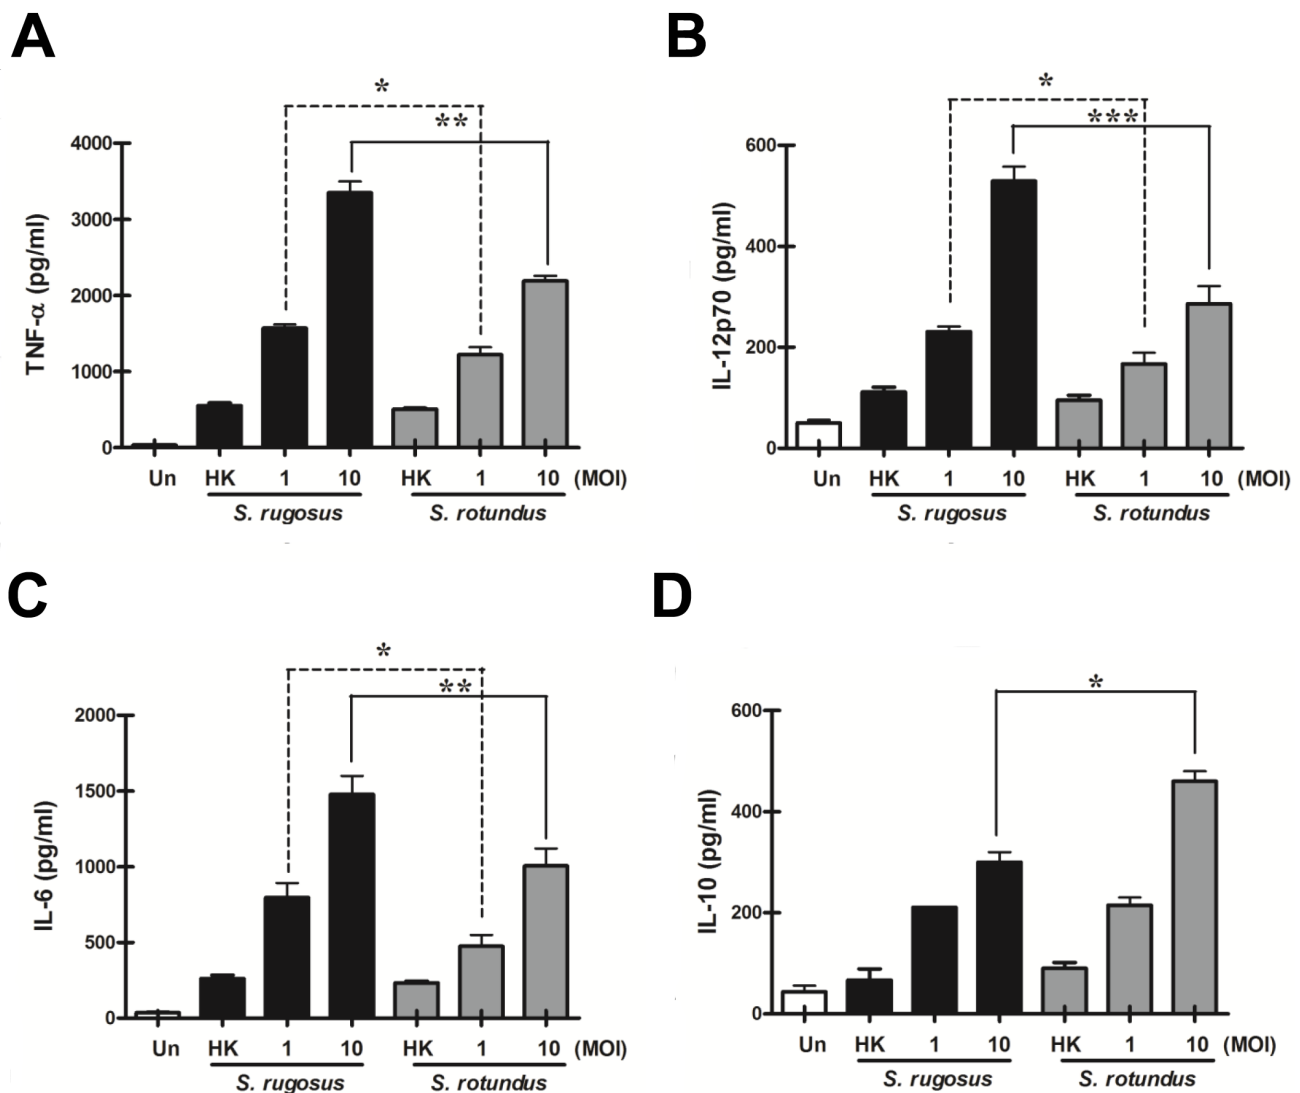 A
*
**
4000
3000
2000
1000
0
TNF-α (pg/ml)
Un HK 1 10 HK 1 10 (MOI)
S. rugosus S. rotundus
B
*
***
600
400
200
0
IL-12p70 (pg/ml)
Un HK 1 10 HK 1 10 (MOI)
S. rugosus S. rotundus
C
*
**
2000
1500
1000
500
0
IL-6 (pg/ml)
Un HK 1 10 HK 1 10 (MOI)
S. rugosus S. rotundus
D
*
600
400
200
0
IL-10 (pg/ml)
Un HK 1 10 HK 1 10 (MOI)
S. rugosus S. rotundus